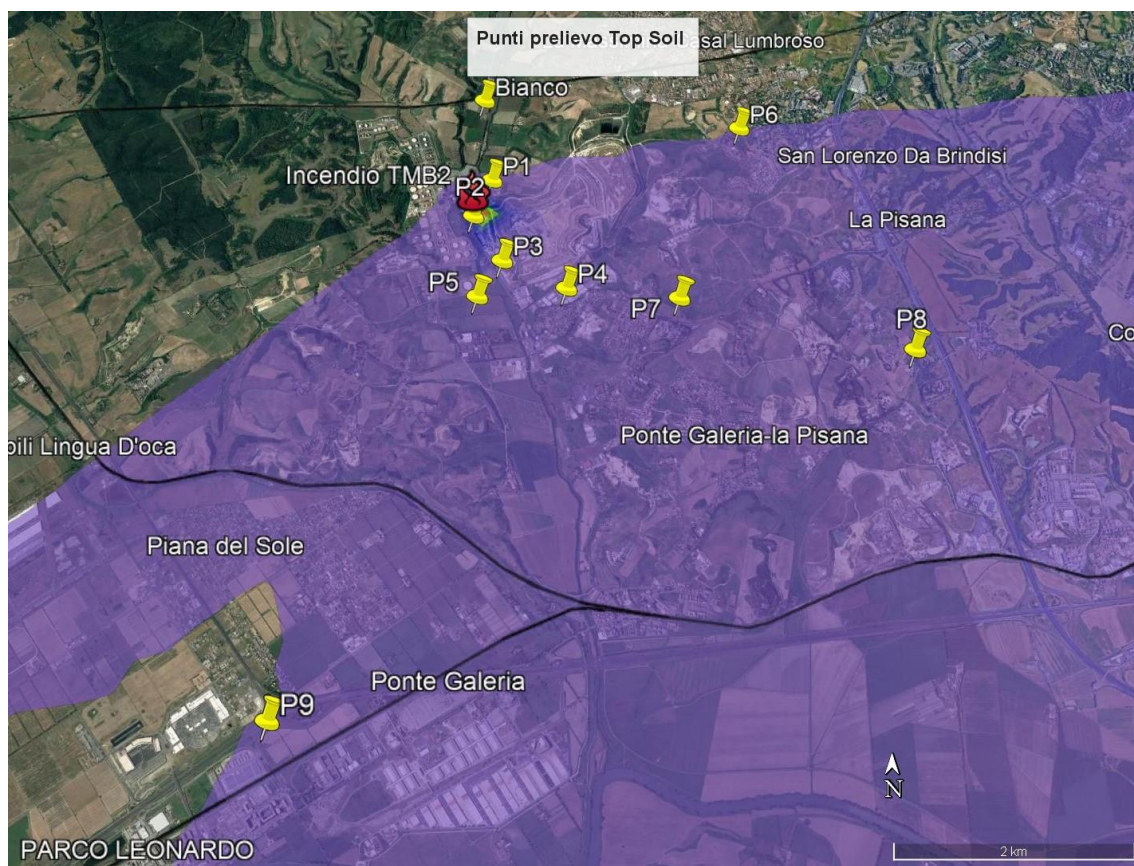 Punti prelievo Top Soil
Casal Lumbroso
Bianco
P6
San Lorenzo Da Brindisi
P1
Incendio TMB2
P2
La Pisana
P3
P4
P5
P7
P8
Co
Ponte Galeria-la Pisana
oili Lingua D'oca
Piana del Sole
Ponte Galeria
P9
N
PARCO LEONARDO
2 km